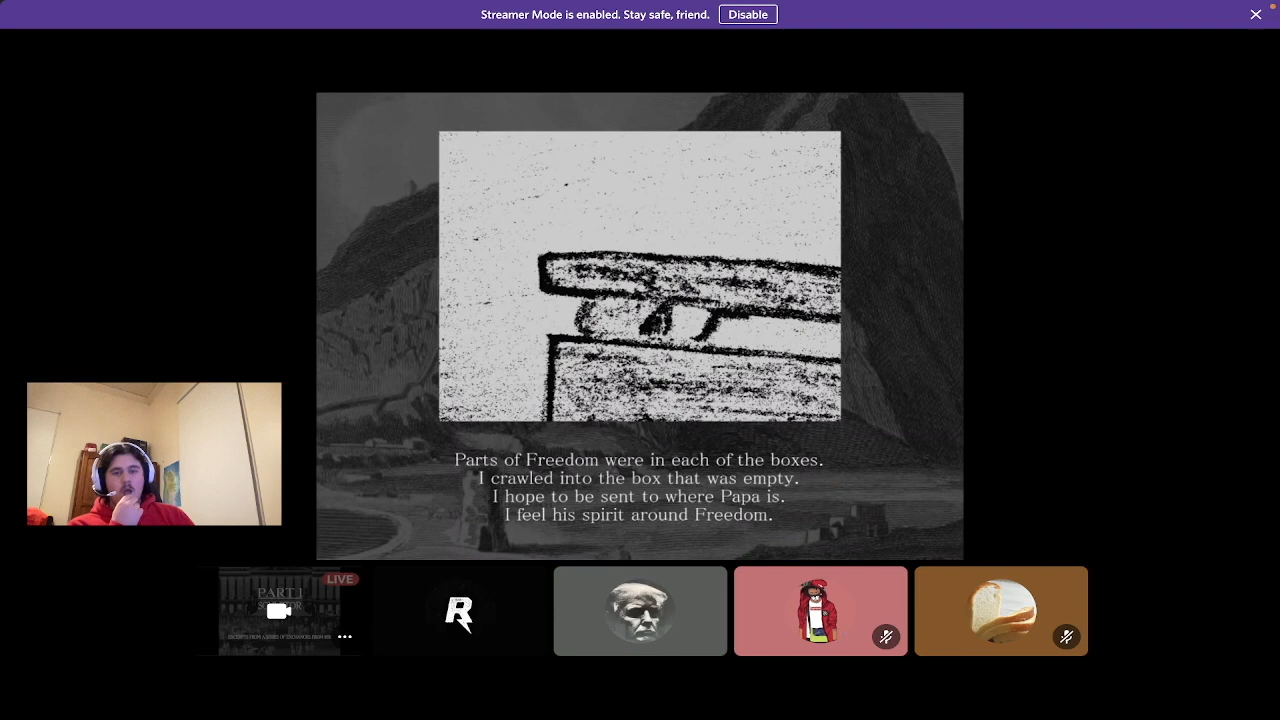 Streamer Mode is enabled. Stay safe, friend.
Disable
Parts of Freedom were in each of the boxes.
I crawled into the box that was empty.
I hope to be sent to where Papa is.
I feel his spirit around Freedom.
LIVE
PART I
R